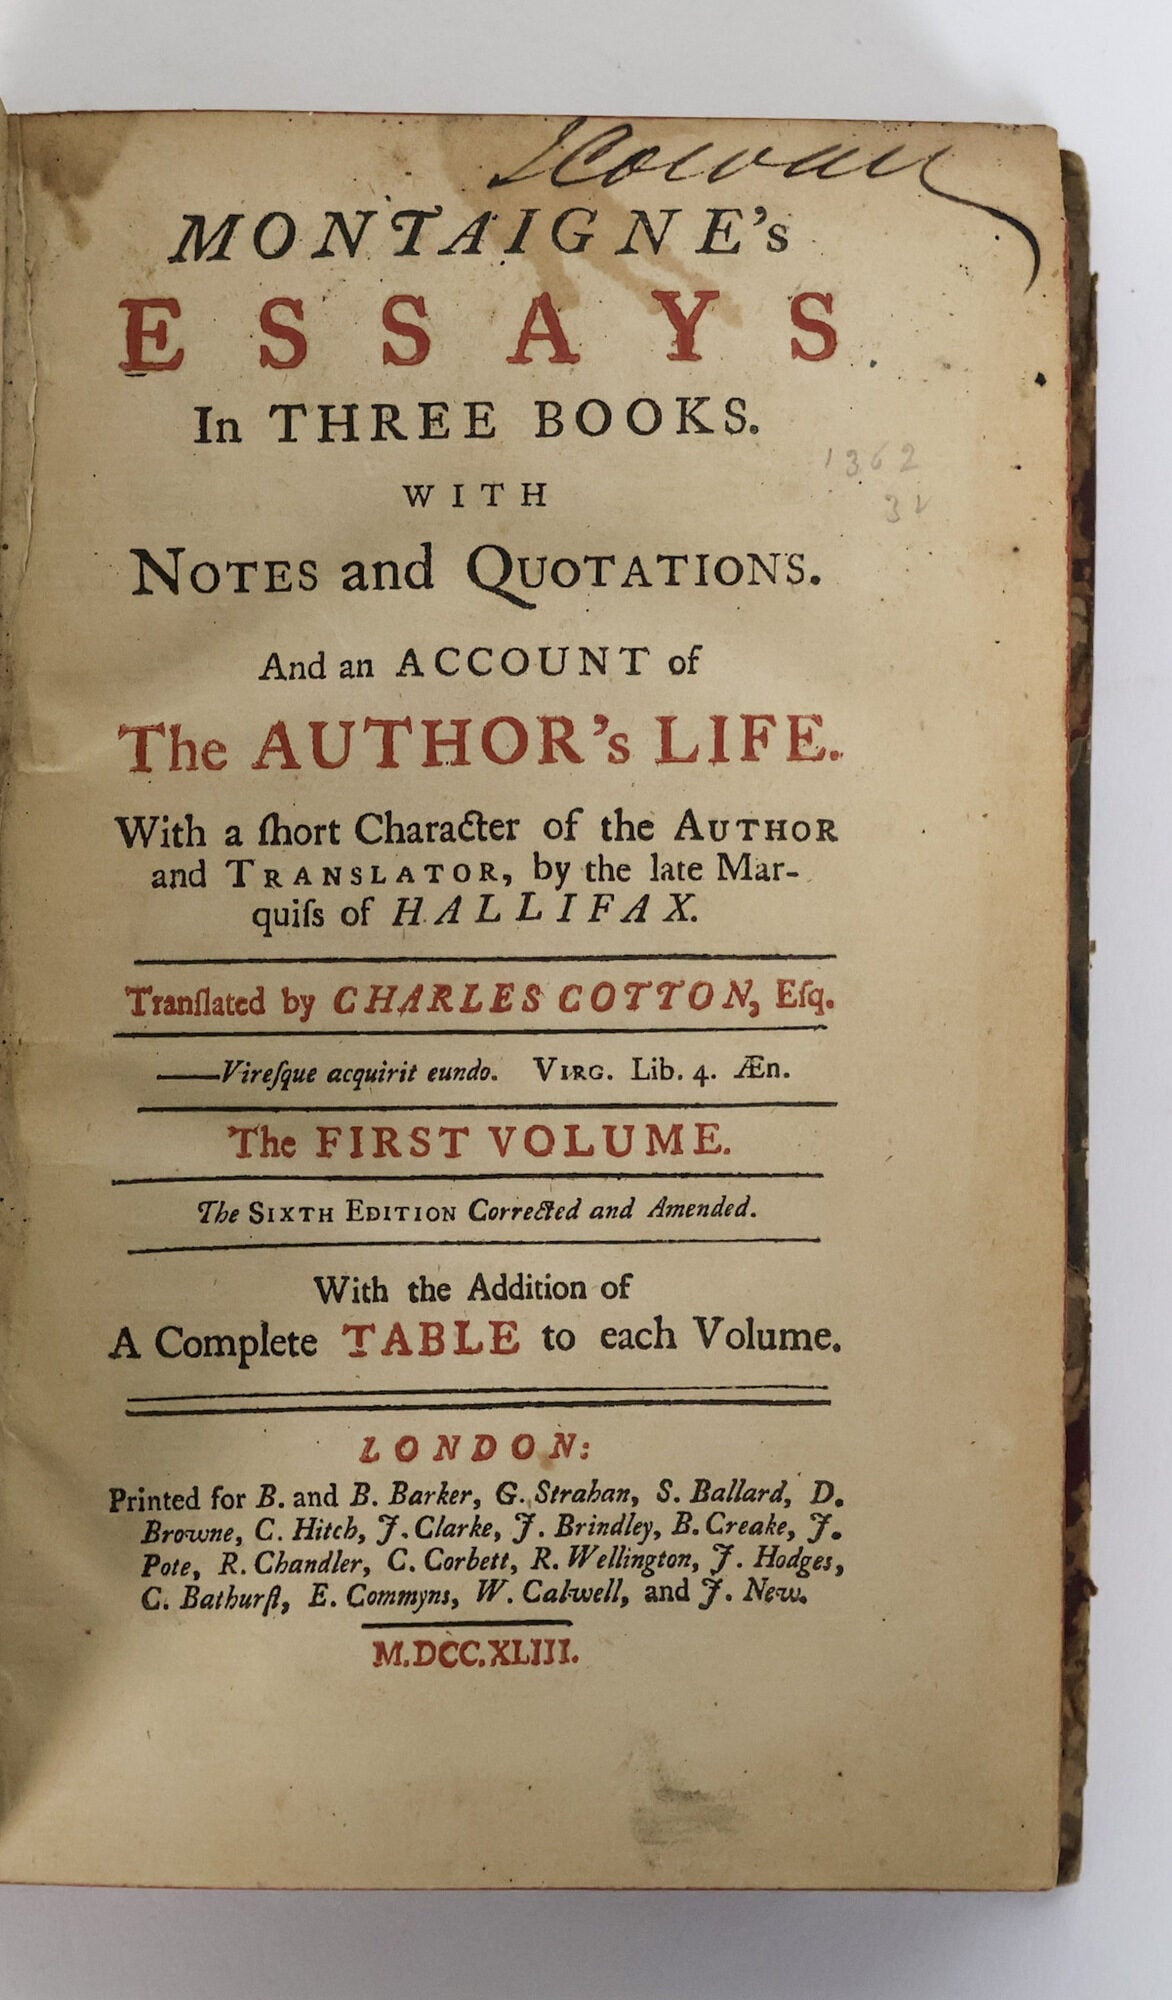 J Cowan
MONTAIGNE's
ESSAYS
In THREE BOOKS.
WITH
NOTES and QUOTATIONS.
And an ACCOUNT of
The AUTHOR's LIFE.
With a ſhort Character of the AUTHOR
and TRANSLATOR, by the late Mar-
quiſs of HALLIFAX.
Tranſlated by CHARLES COTTON, Eſq.
——Vireſque acquirit eundo. VIRG. Lib. 4. Æn.
The FIRST VOLUME.
The SIXTH EDITION Corrected and Amended.
With the Addition of
A Complete TABLE to each Volume.
LONDON:
Printed for B. and B. Barker, G. Strahan, S. Ballard, D.
Browne, C. Hitch, J. Clarke, J. Brindley, B. Creake, J.
Pote, R. Chandler, C. Corbett, R. Wellington, J. Hodges,
C. Bathurſt, E. Commyns, W. Calwell, and J. New.
M.DCC.XLIII.